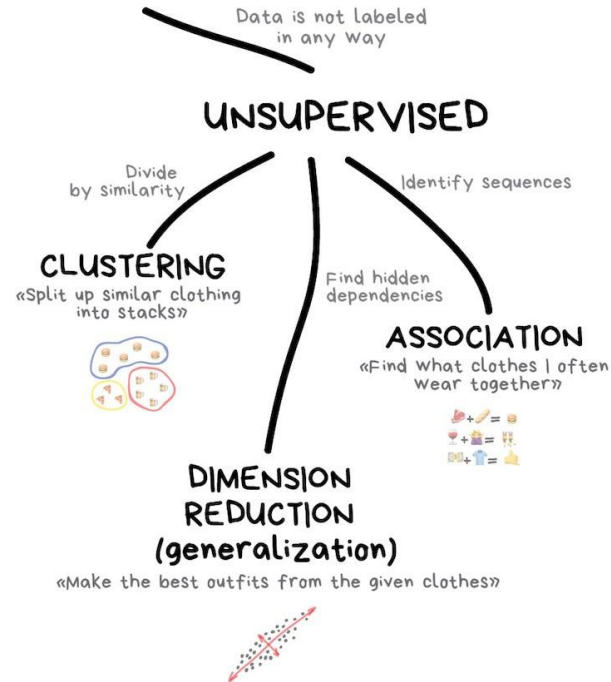 Data is not labeled
in any way
UNSUPERVISED
Divide
by similarity
Identify sequences
CLUSTERING
«Split up similar clothing
into stacks»
Find hidden
dependencies
ASSOCIATION
«Find what clothes I often
wear together»
+ =
+ =
+ =
DIMENSION
REDUCTION
(generalization)
«Make the best outfits from the given clothes»